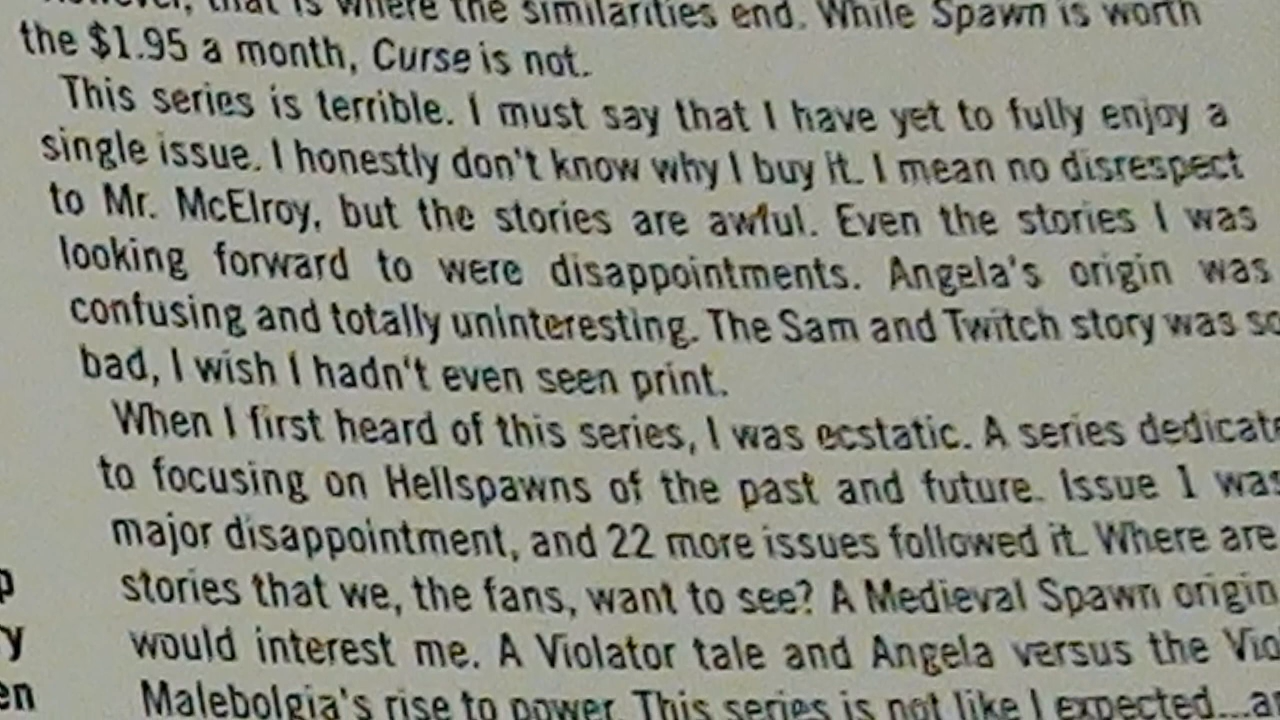 However, that is where the similarities end. While Spawn is worth
the $1.95 a month, Curse is not.
This series is terrible. I must say that I have yet to fully enjoy a
single issue. I honestly don't know why I buy it. I mean no disrespect
to Mr. McElroy, but the stories are awful. Even the stories I was
looking forward to were disappointments. Angela's origin was
confusing and totally uninteresting. The Sam and Twitch story was so
bad, I wish I hadn't even seen print.
When I first heard of this series, I was ecstatic. A series dedicate
to focusing on Hellspawns of the past and future. Issue 1 was
major disappointment, and 22 more issues followed it. Where are
stories that we, the fans, want to see? A Medieval Spawn origin
would interest me. A Violator tale and Angela versus the Vio
Malebolgia's rise to power. This series is not like I expected...
p
ry
en